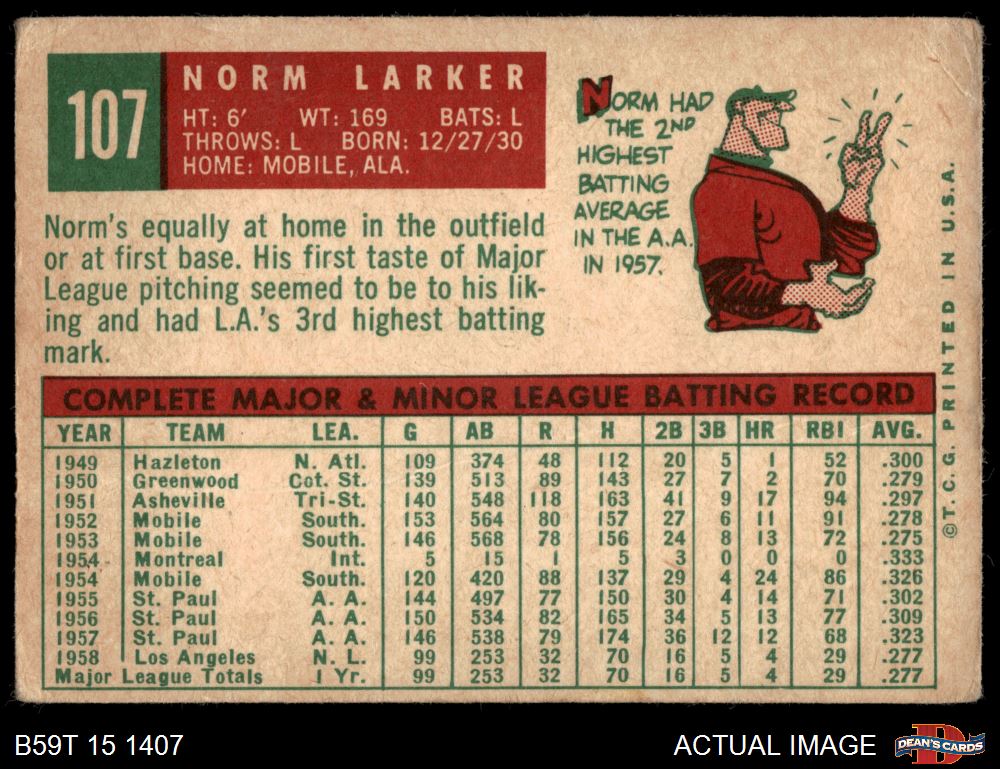 107
NORM LARKER
HT: 6' WT: 169 BATS: L
THROWS: L BORN: 12/27/30
HOME: MOBILE, ALA.
Norm's equally at home in the outfield
or at first base. His first taste of Major
League pitching seemed to be to his lik-
ing and had L.A.'s 3rd highest batting
mark.
NORM HAD
THE 2ND
HIGHEST
BATTING
AVERAGE
IN THE A.A.
IN 1957.
©T.C.G. PRINTED IN U.S.A.
COMPLETE MAJOR & MINOR LEAGUE BATTING RECORD
YEAR TEAM LEA. G AB R H 2B 3B HR RBI AVG.
1949 Hazleton N. Atl. 109 374 48 112 20 5 1 52 .300
1950 Greenwood Cot. St. 139 513 89 143 27 7 2 70 .279
1951 Asheville Tri-St. 140 548 118 163 41 9 17 94 .297
1952 Mobile South. 153 564 80 157 27 6 11 91 .278
1953 Mobile South. 146 568 78 156 24 8 13 72 .275
1954 Montreal Int. 5 15 1 5 3 0 0 0 .333
1954 Mobile South. 120 420 88 137 29 4 24 86 .326
1955 St. Paul A. A. 144 497 77 150 30 4 14 71 .302
1956 St. Paul A. A. 150 534 82 165 34 5 13 77 .309
1957 St. Paul A. A. 146 538 79 174 36 12 12 68 .323
1958 Los Angeles N. L. 99 253 32 70 16 5 4 29 .277
Major League Totals 1 Yr. 99 253 32 70 16 5 4 29 .277
B59T 15 1407
ACTUAL IMAGE
D
DEAN'S CARDS